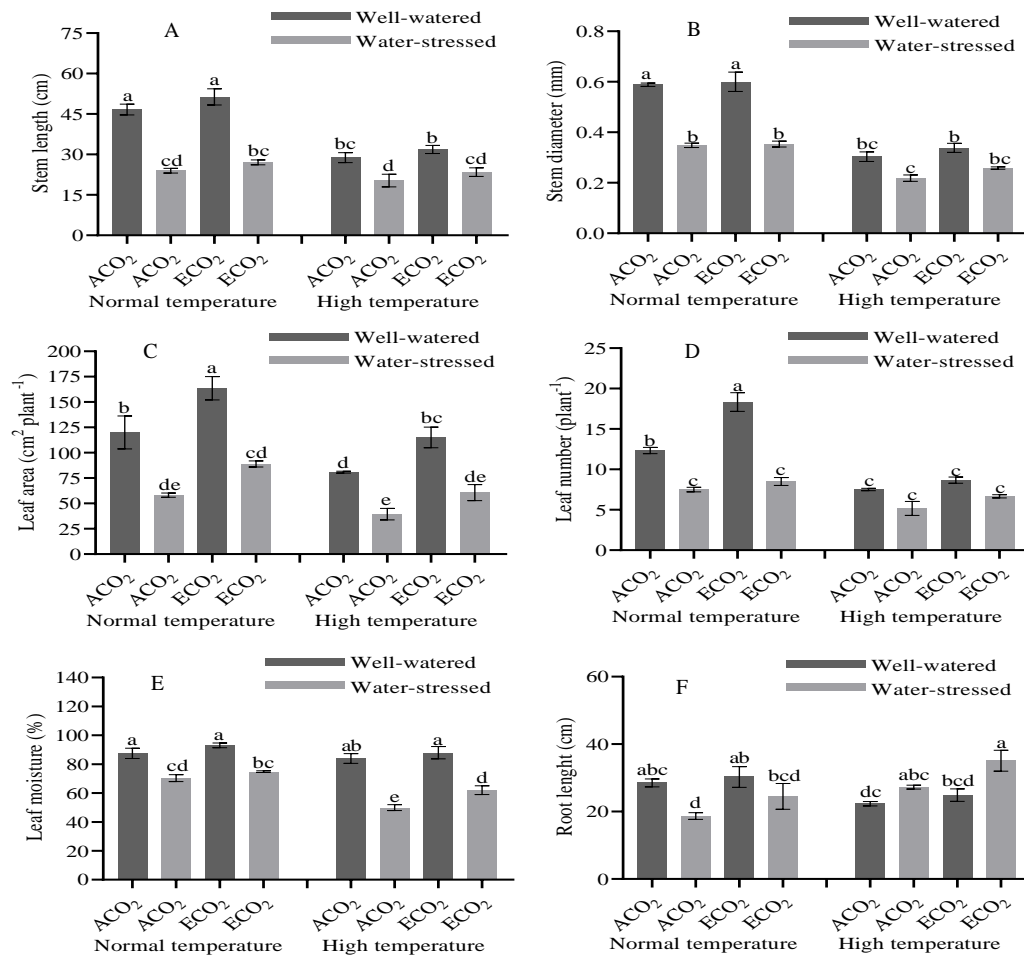 A
Well-watered
Water-stressed
75
60
45
30
15
0
Stem length (cm)
a
cd
a
bc
bc
d
b
cd
ACO2
ACO2
ECO2
ECO2
ACO2
ACO2
ECO2
ECO2
Normal temperature
High temperature
B
Well-watered
Water-stressed
0.8
0.6
0.4
0.2
0.0
Stem diameter (mm)
a
b
a
b
bc
c
b
bc
ACO2
ACO2
ECO2
ECO2
ACO2
ACO2
ECO2
ECO2
Normal temperature
High temperature
C
Well-watered
Water-stressed
200
175
150
125
100
75
50
25
0
Leaf area (cm2 plant-1)
b
de
a
cd
d
e
bc
de
ACO2
ACO2
ECO2
ECO2
ACO2
ACO2
ECO2
ECO2
Normal temperature
High temperature
D
Well-watered
Water-stressed
25
20
15
10
5
0
Leaf number (plant-1)
b
c
a
c
c
c
c
c
ACO2
ACO2
ECO2
ECO2
ACO2
ACO2
ECO2
ECO2
Normal temperature
High temperature
E
Well-watered
Water-stressed
140
120
100
80
60
40
20
0
Leaf moisture (%)
a
cd
a
bc
ab
e
a
d
ACO2
ACO2
ECO2
ECO2
ACO2
ACO2
ECO2
ECO2
Normal temperature
High temperature
F
Well-watered
Water-stressed
60
40
20
0
Root lenght (cm)
abc
d
ab
bcd
dc
abc
bcd
a
ACO2
ACO2
ECO2
ECO2
ACO2
ACO2
ECO2
ECO2
Normal temperature
High temperature